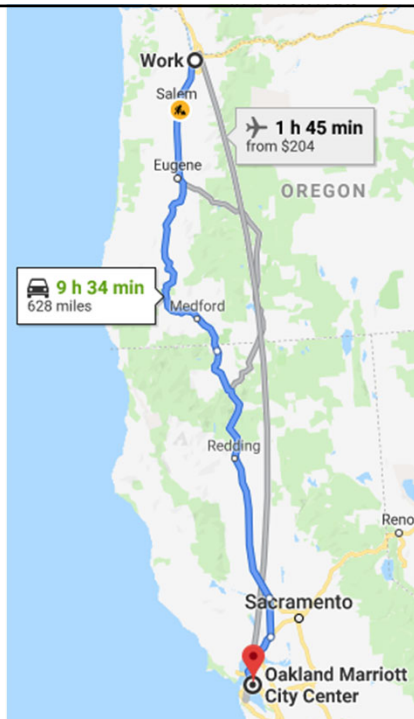 Work
Salem
1 h 45 min
from $204
Eugene
OREGON
9 h 34 min
628 miles
Medford
Redding
Reno
Sacramento
Oakland Marriott
City Center